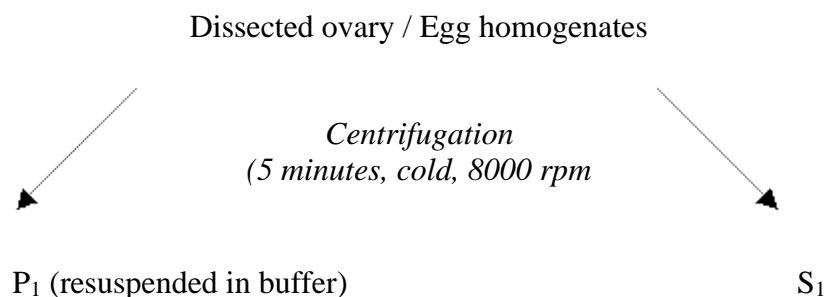 Dissected ovary / Egg homogenates
Centrifugation
(5 minutes, cold, 8000 rpm
P₁ (resuspended in buffer) S₁